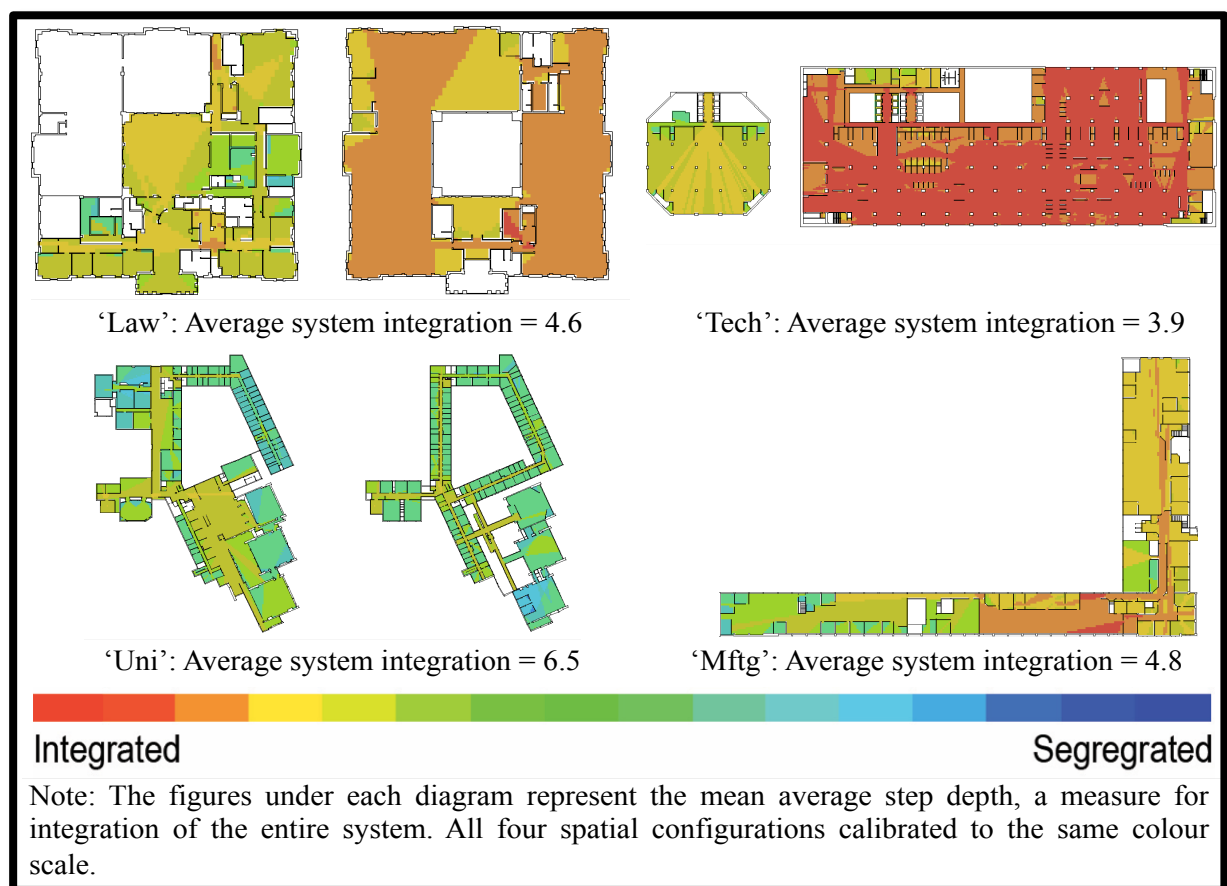 ‘Law’: Average system integration = 4.6
‘Tech’: Average system integration = 3.9
‘Uni’: Average system integration = 6.5
‘Mftg’: Average system integration = 4.8
Integrated
Segregrated
Note: The figures under each diagram represent the mean average step depth, a measure for
integration of the entire system. All four spatial configurations calibrated to the same colour
scale.